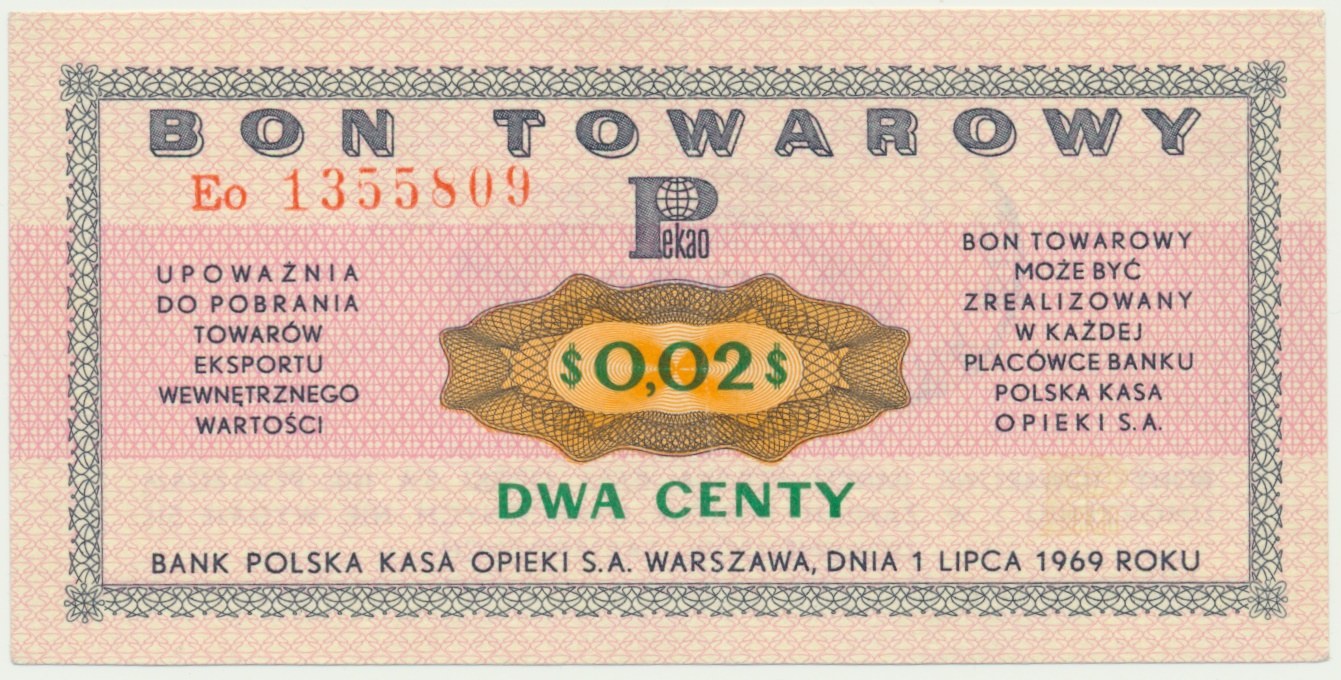 BON TOWAROWY
Eo 1355809
Pekao
UPOWAŻNIA
DO POBRANIA
TOWARÓW
EKSPORTU
WEWNĘTRZNEGO
WARTOŚCI
$0,02$
BON TOWAROWY
MOŻE BYĆ
ZREALIZOWANY
W KAŻDEJ
PLACÓWCE BANKU
POLSKA KASA
OPIEKI S.A.
DWA CENTY
BANK POLSKA KASA OPIEKI S.A. WARSZAWA, DNIA 1 LIPCA 1969 ROKU